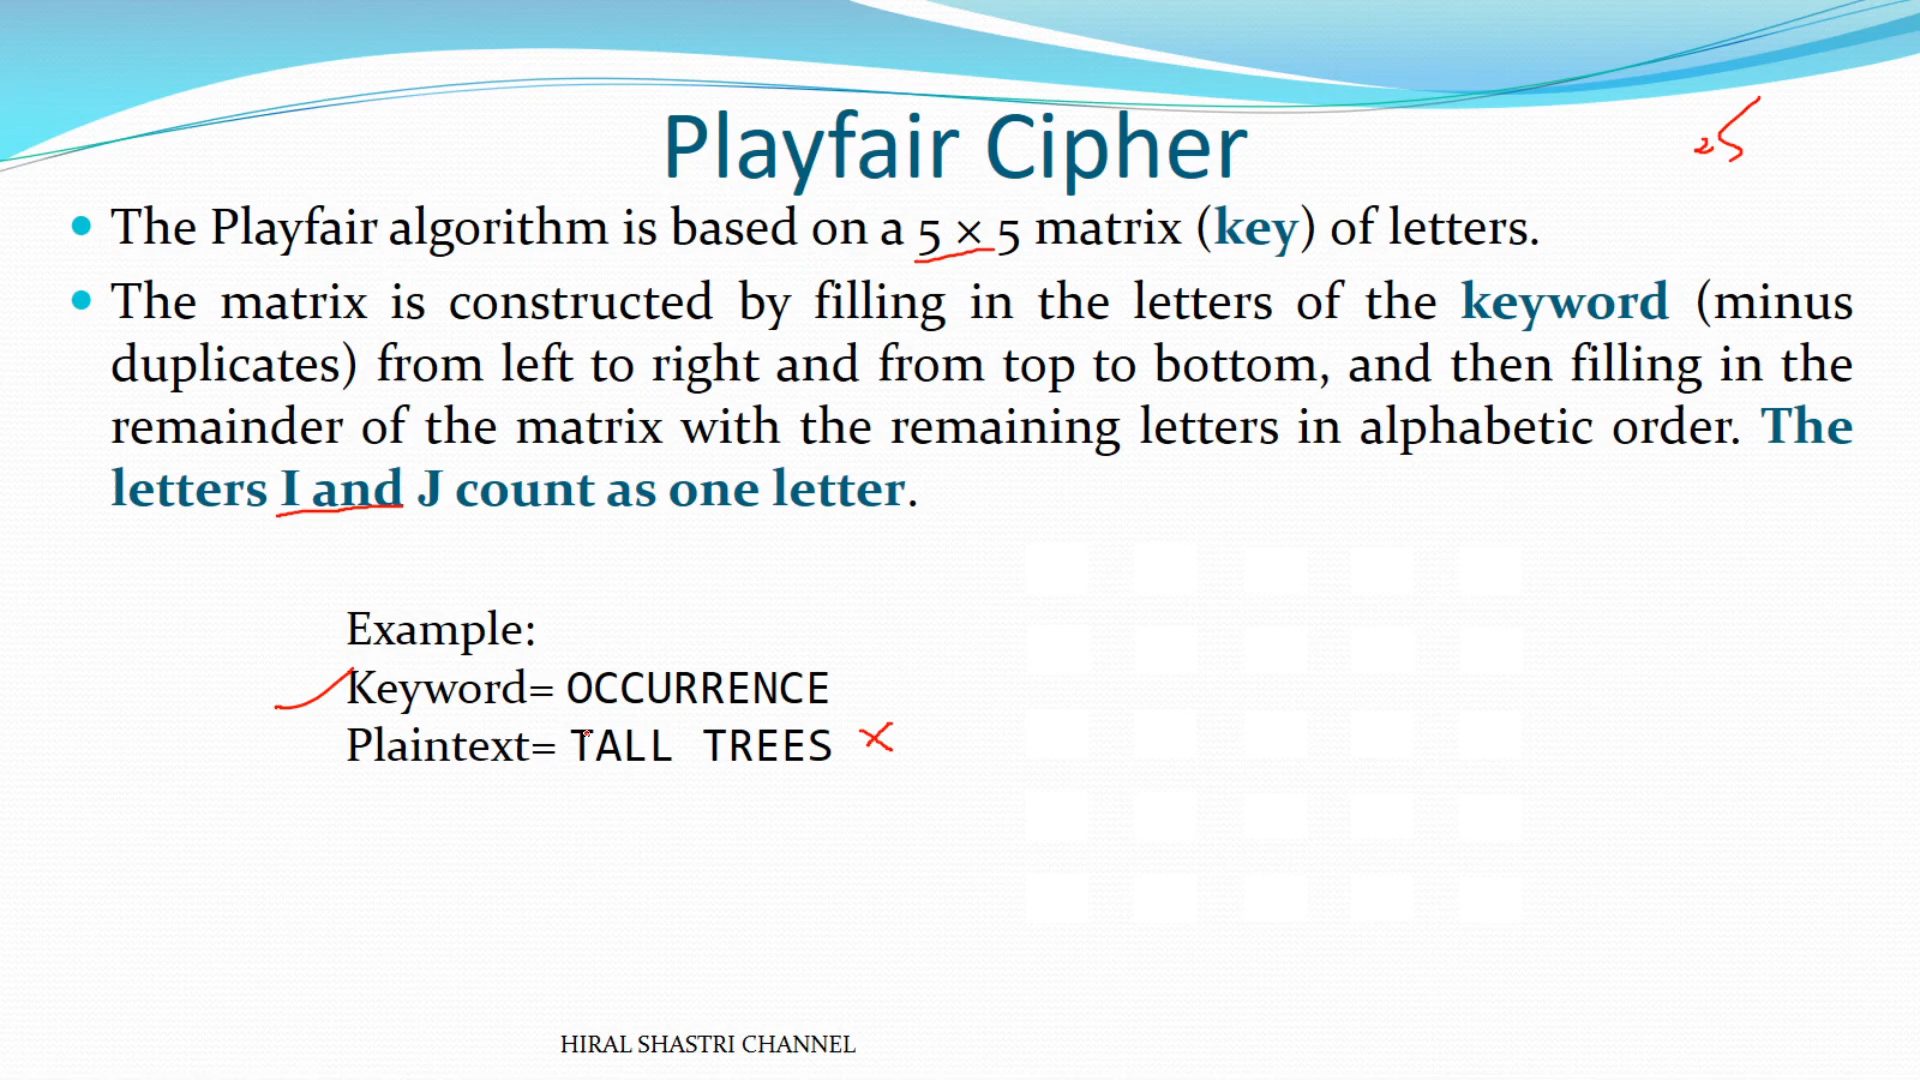 Playfair Cipher
25
• The Playfair algorithm is based on a 5 × 5 matrix (key) of letters.
• The matrix is constructed by filling in the letters of the keyword (minus
duplicates) from left to right and from top to bottom, and then filling in the
remainder of the matrix with the remaining letters in alphabetic order. The
letters I and J count as one letter.
Example:
Keyword= OCCURRENCE
Plaintext= TALL TREES
HIRAL SHASTRI CHANNEL